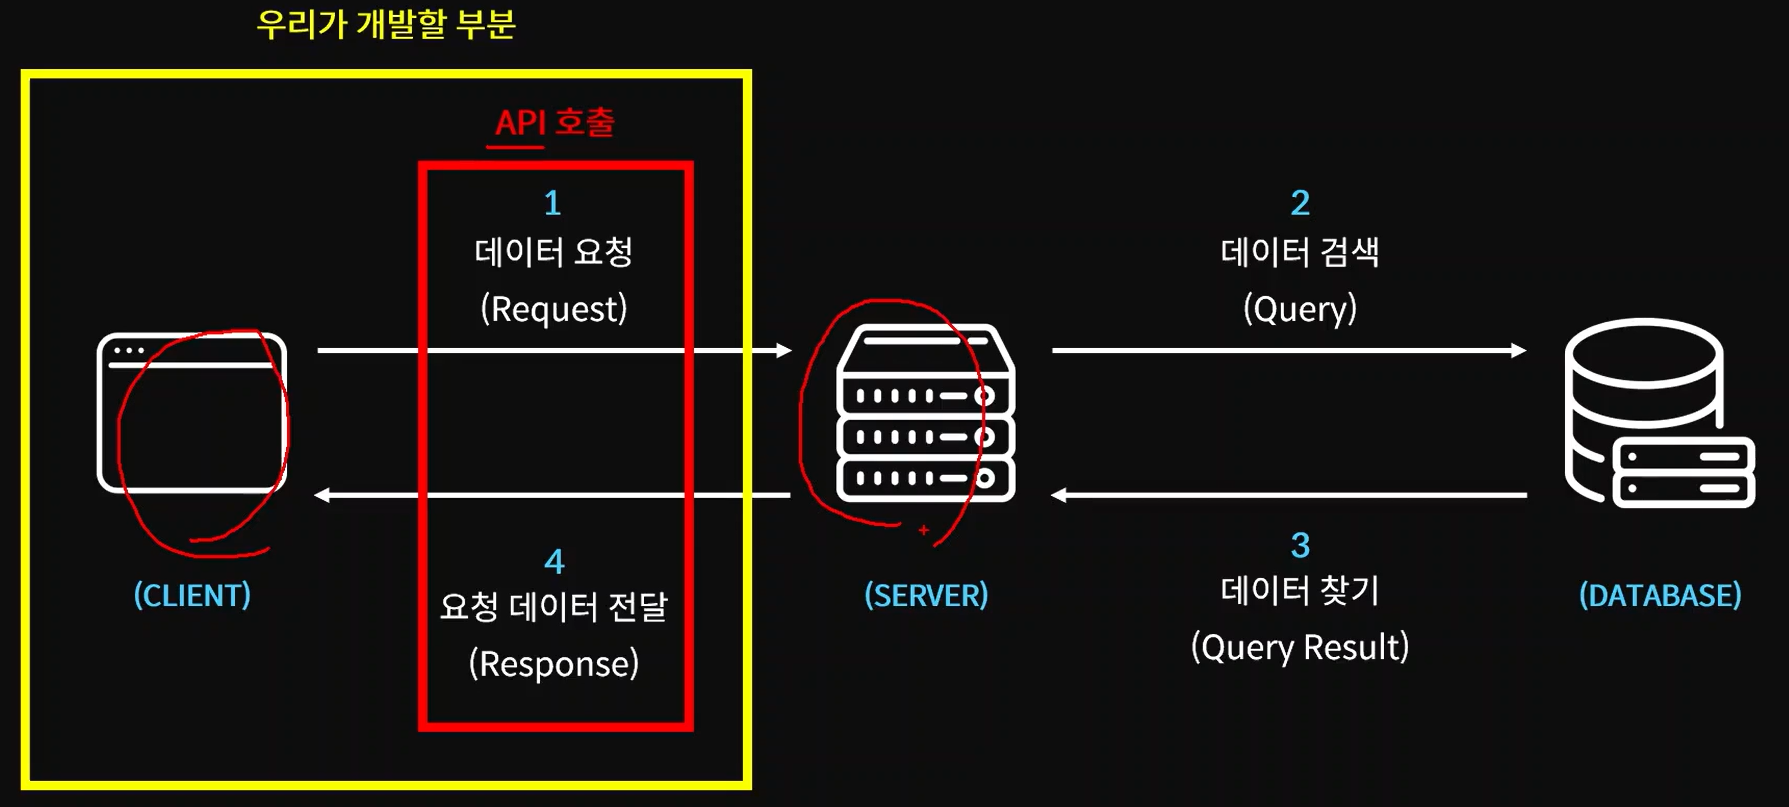 우리가 개발할 부분
API 호출
1
데이터 요청
(Request)
2
데이터 검색
(Query)
4
요청 데이터 전달
(Response)
3
데이터 찾기
(Query Result)
(CLIENT)
(SERVER)
(DATABASE)